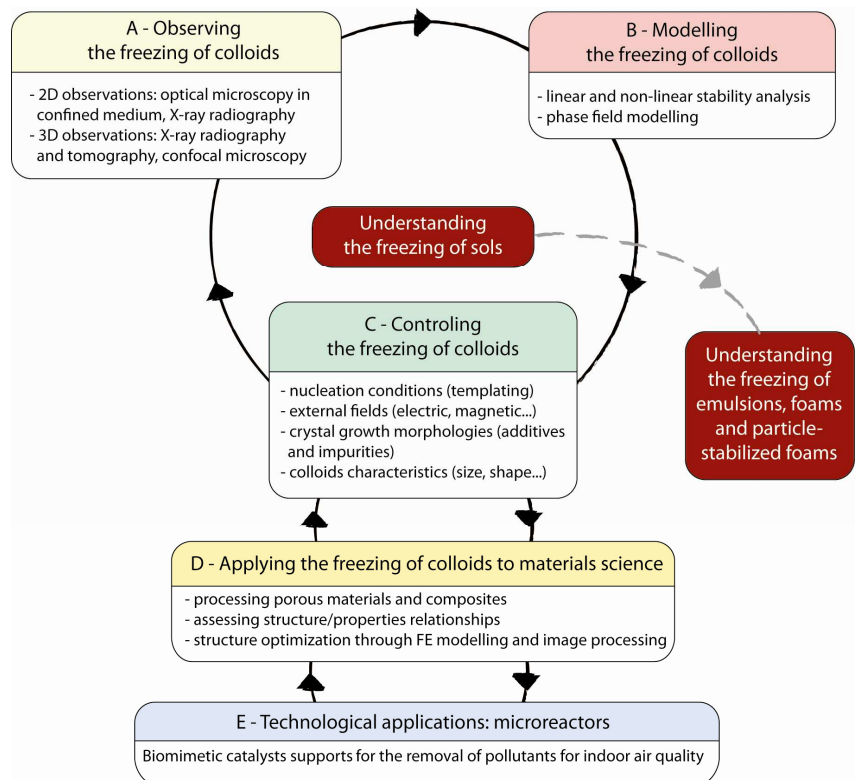 A - Observing
the freezing of colloids
- 2D observations: optical microscopy in
confined medium, X-ray radiography
- 3D observations: X-ray radiography
and tomography, confocal microscopy
B - Modelling
the freezing of colloids
- linear and non-linear stability analysis
- phase field modelling
Understanding
the freezing of sols
C - Controling
the freezing of colloids
- nucleation conditions (templating)
- external fields (electric, magnetic...)
- crystal growth morphologies (additives
and impurities)
- colloids characteristics (size, shape...)
Understanding
the freezing of
emulsions, foams
and particle-
stabilized foams
D - Applying the freezing of colloids to materials science
- processing porous materials and composites
- assessing structure/properties relationships
- structure optimization through FE modelling and image processing
E - Technological applications: microreactors
Biomimetic catalysts supports for the removal of pollutants for indoor air quality